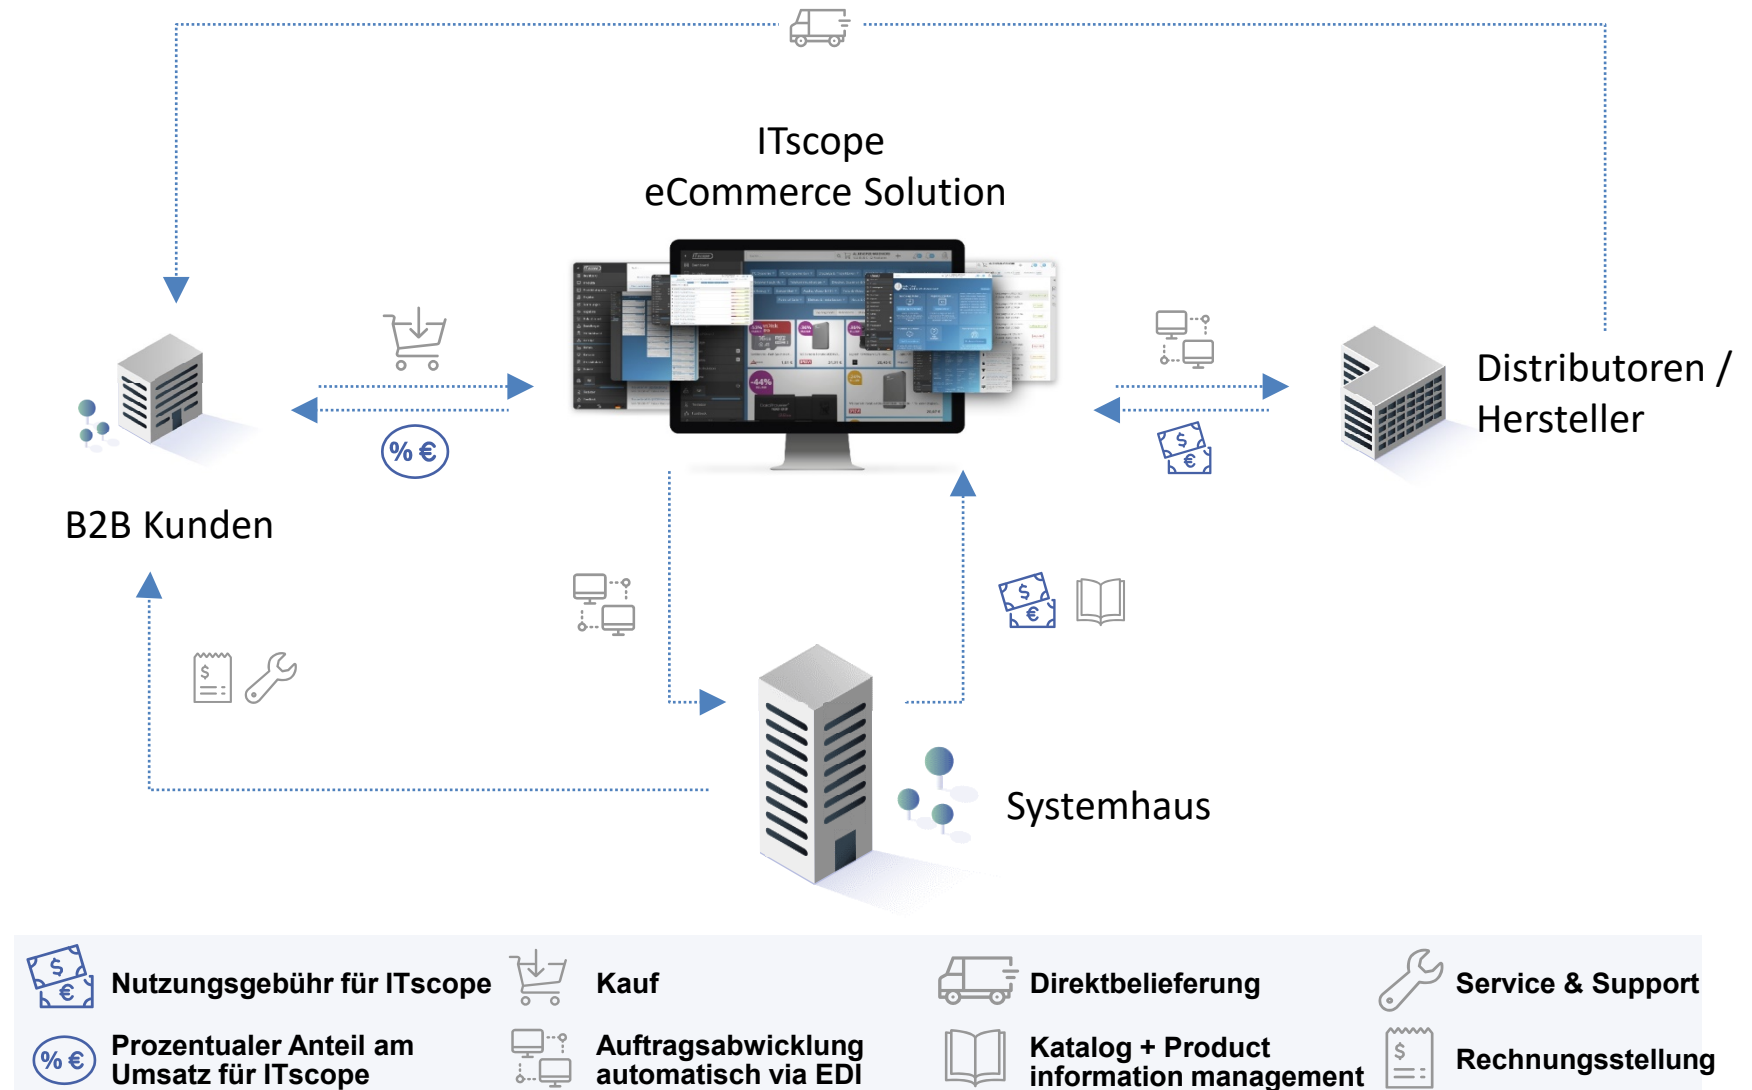 ITscope
eCommerce Solution
-44%
% €
$
€
Distributoren /
Hersteller
B2B Kunden
$
€
$
Systemhaus
$
€
Nutzungsgebühr für ITscope
Kauf
Direktbelieferung
Service & Support
% €
Prozentualer Anteil am
Umsatz für ITscope
Auftragsabwicklung
automatisch via EDI
Katalog + Product
information management
$
Rechnungsstellung